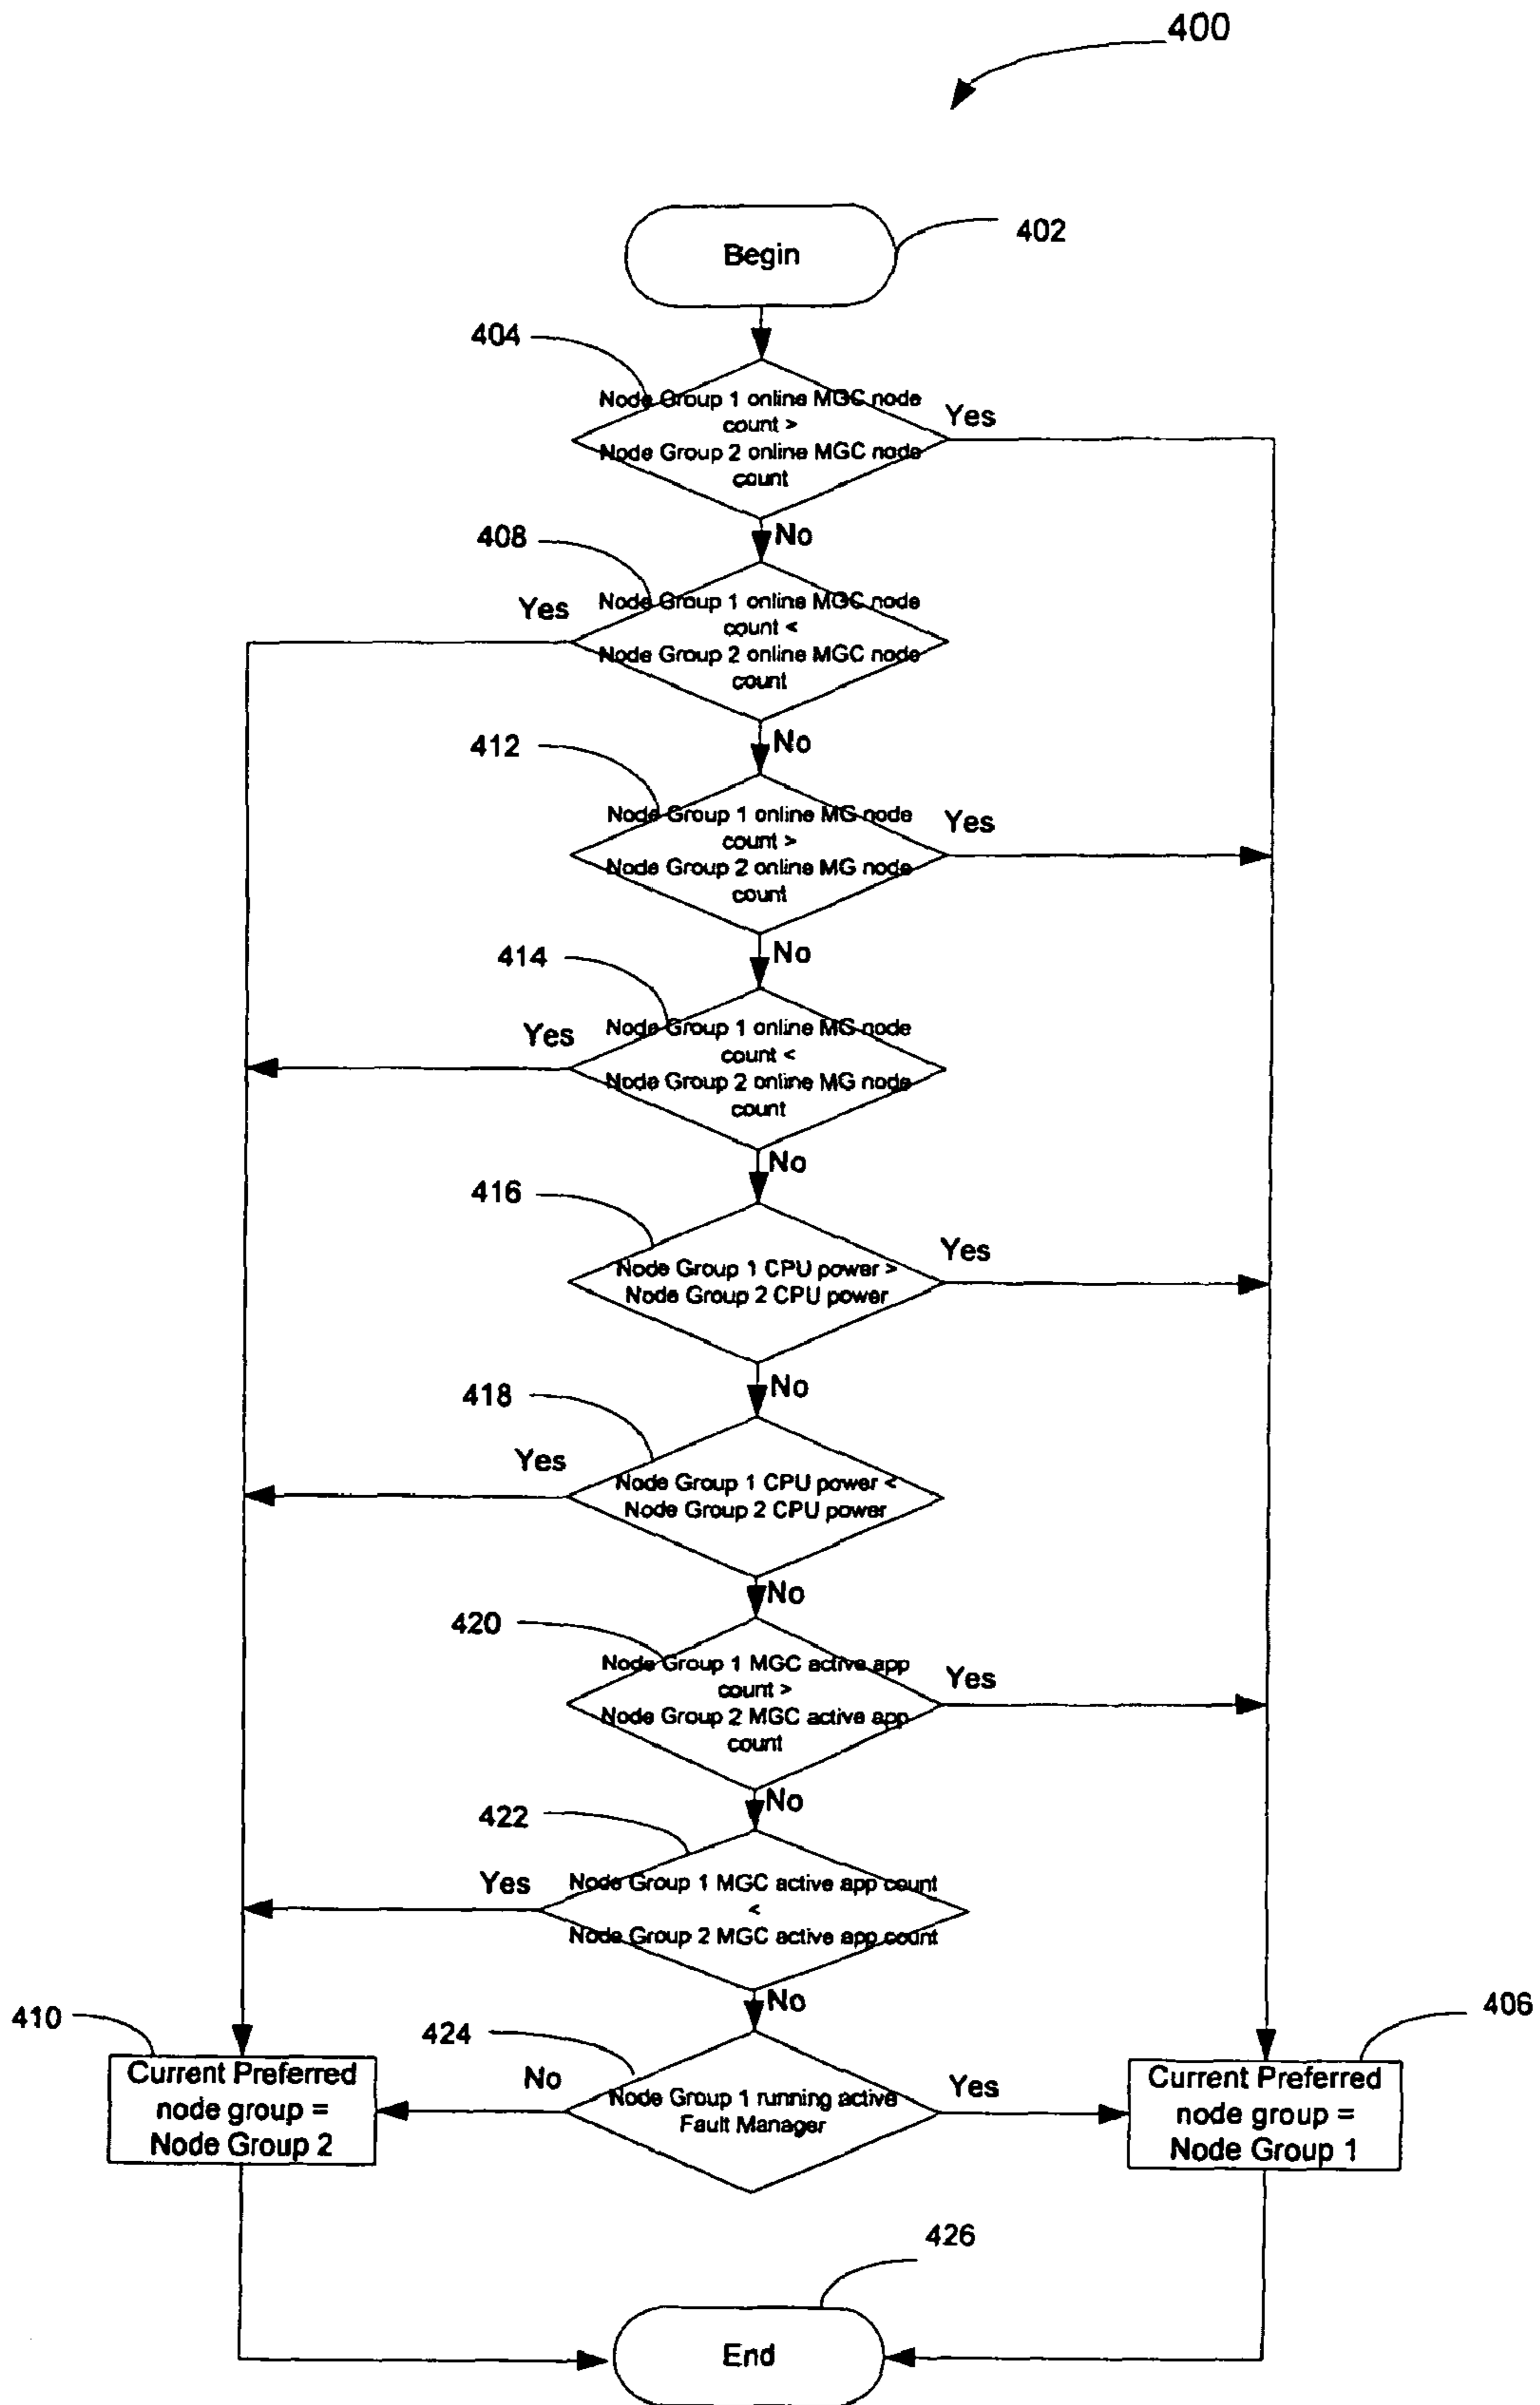 400
Begin
402
404
Node Group 1 online MGC node
count >
Node Group 2 online MGC node
count
Yes
No
408
Yes
Node Group 1 online MGC node
count <
Node Group 2 online MGC node
count
No
412
Node Group 1 online MG node
count >
Node Group 2 online MG node
count
Yes
No
414
Yes
Node Group 1 online MG node
count <
Node Group 2 online MG node
count
No
416
Node Group 1 CPU power >
Node Group 2 CPU power
Yes
No
418
Yes
Node Group 1 CPU power <
Node Group 2 CPU power
No
420
Node Group 1 MGC active app
count >
Node Group 2 MGC active app
count
Yes
No
422
Yes
Node Group 1 MGC active app count
<
Node Group 2 MGC active app count
No
410
Current Preferred
node group =
Node Group 2
424
No
Node Group 1 running active
Fault Manager
Yes
406
Current Preferred
node group =
Node Group 1
426
End